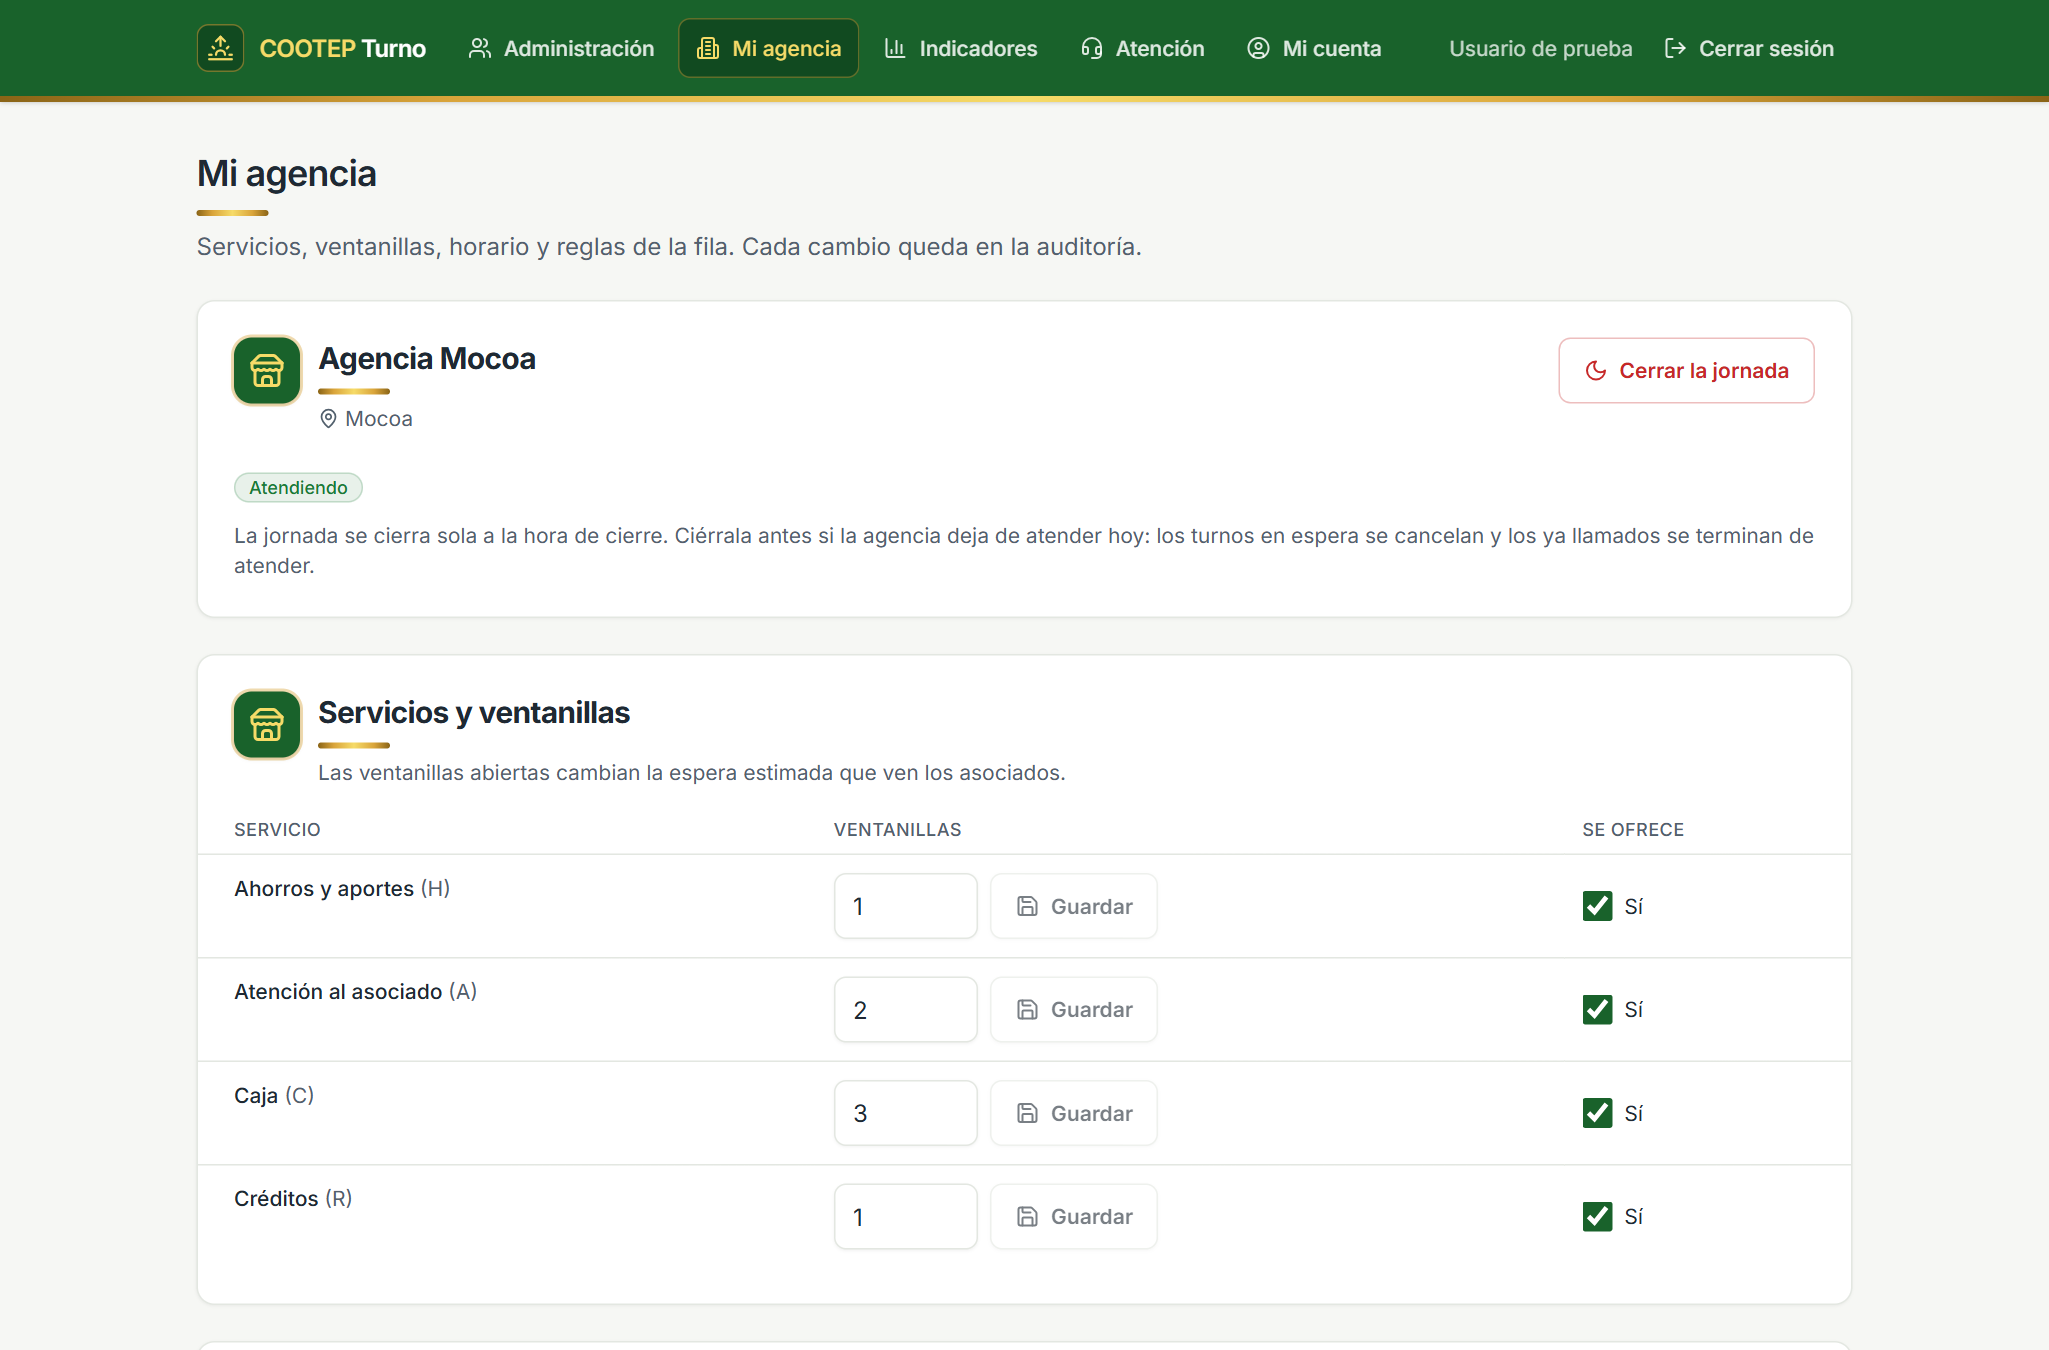 COOTEP Turno
Administración
Mi agencia
Indicadores
Atención
Mi cuenta
Usuario de prueba
Cerrar sesión
Mi agencia
Servicios, ventanillas, horario y reglas de la fila. Cada cambio queda en la auditoría.
Agencia Mocoa
Mocoa
Cerrar la jornada
Atendiendo
La jornada se cierra sola a la hora de cierre. Ciérrala antes si la agencia deja de atender hoy: los turnos en espera se cancelan y los ya llamados se terminan de
atender.
Servicios y ventanillas
Las ventanillas abiertas cambian la espera estimada que ven los asociados.
SERVICIO VENTANILLAS SE OFRECE
Ahorros y aportes (H) 1 Guardar Sí
Atención al asociado (A) 2 Guardar Sí
Caja (C) 3 Guardar Sí
Créditos (R) 1 Guardar Sí